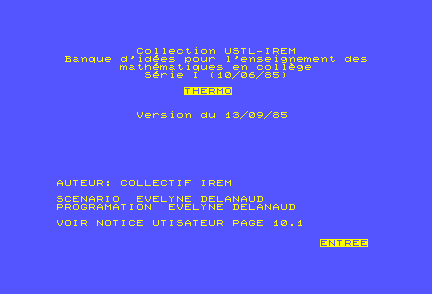 Collection USTL-IREM
Banque d'idées pour l'enseignement des
mathématiques en collège
Série I (10/06/85)
THERMO
Version du 13/09/85
AUTEUR: COLLECTIF IREM
SCENARIO EVELYNE DELANAUD
PROGRAMATION EVELYNE DELANAUD
VOIR NOTICE UTISATEUR PAGE 10.1
ENTREE